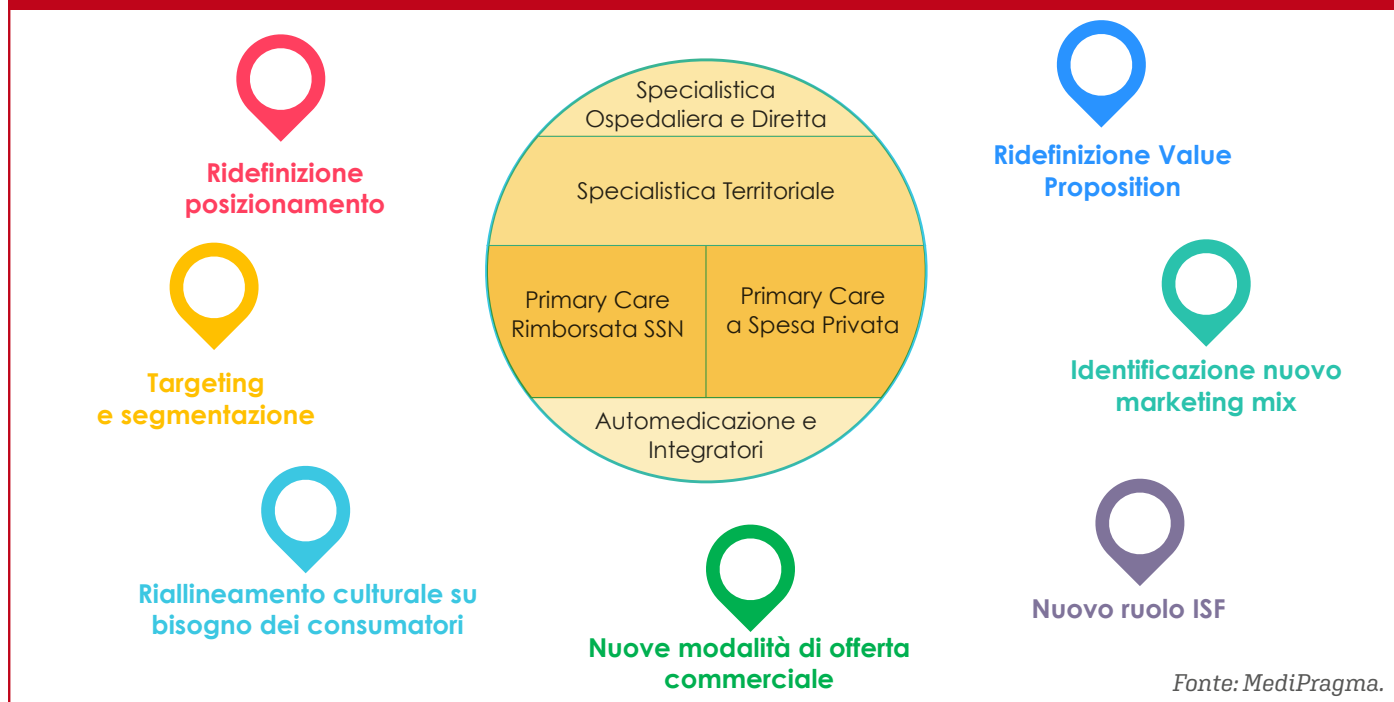 Specialistica
Ospedaliera e Diretta
Specialistica Territoriale
Primary Care
Rimborsata SSN
Primary Care
a Spesa Privata
Automedicazione e
Integratori
Ridefinizione
posizionamento
Targeting
e segmentazione
Riallineamento culturale su
bisogno dei consumatori
Nuove modalità di offerta
commerciale
Ridefinizione Value
Proposition
Identificazione nuovo
marketing mix
Nuovo ruolo ISF
Fonte: MediPragma.